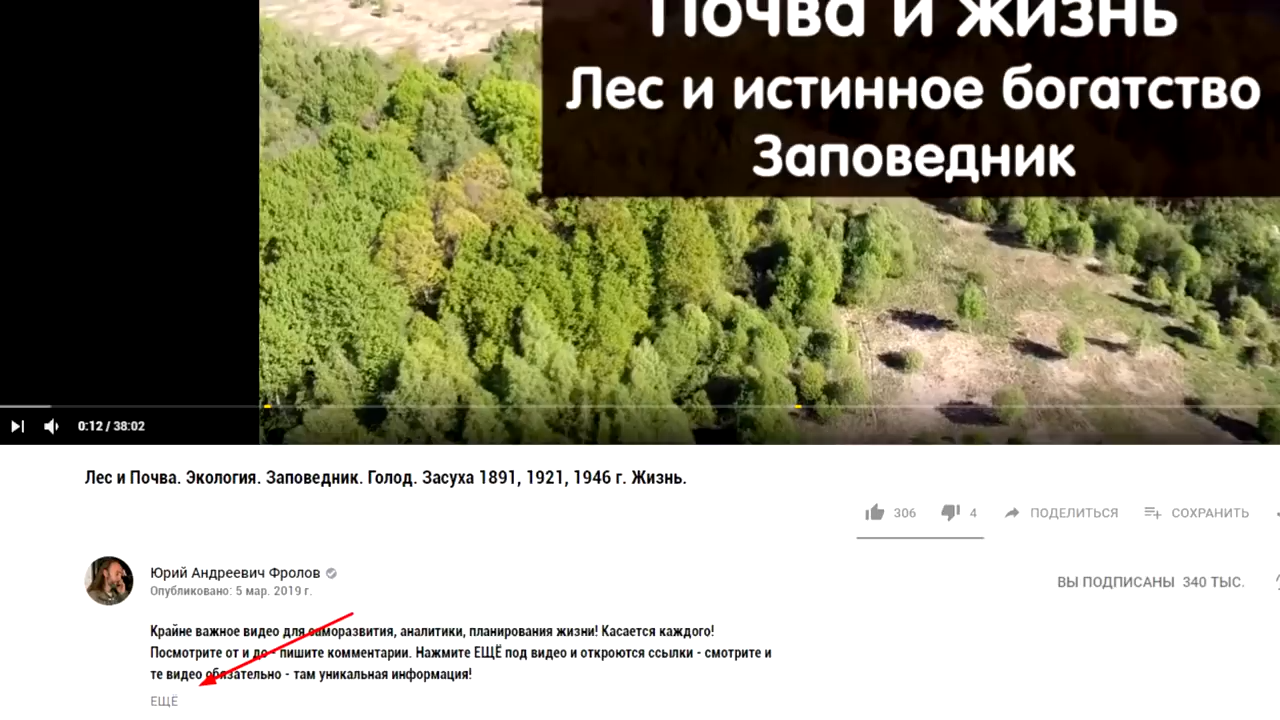 Почва и жизнь
Лес и истинное богатство
Заповедник
0:12 / 38:02
Лес и Почва. Экология. Заповедник. Голод. Засуха 1891, 1921, 1946 г. Жизнь.
306 4 ПОДЕЛИТЬСЯ СОХРАНИТЬ
Юрий Андреевич Фролов
Опубликовано: 5 мар. 2019 г.
ВЫ ПОДПИСАНЫ 340 ТЫС.
Крайне важное видео для саморазвития, аналитики, планирования жизни! Касается каждого!
Посмотрите от и до - пишите комментарии. Нажмите ЕЩЁ под видео и откроются ссылки - смотрите и
те видео обязательно - там уникальная информация!
ЕЩЁ